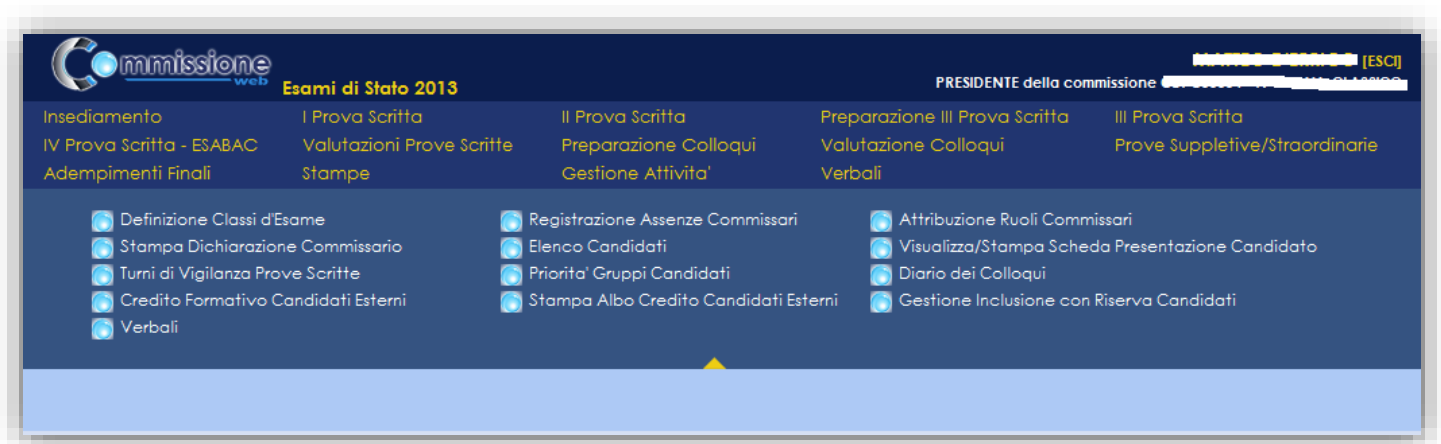 Commissione
web
Esami di Stato 2013
[ESCI]
PRESIDENTE della commissione
Insediamento I Prova Scritta II Prova Scritta Preparazione III Prova Scritta III Prova Scritta
IV Prova Scritta - ESABAC Valutazioni Prove Scritte Preparazione Colloqui Valutazione Colloqui Prove Suppletive/Straordinarie
Adempimenti Finali Stampe Gestione Attivita' Verbali
Definizione Classi d'Esame Registrazione Assenze Commissari Attribuzione Ruoli Commissari
Stampa Dichiarazione Commissario Elenco Candidati Visualizza/Stampa Scheda Presentazione Candidato
Turni di Vigilanza Prove Scritte Priorita' Gruppi Candidati Diario dei Colloqui
Credito Formativo Candidati Esterni Stampa Albo Credito Candidati Esterni Gestione Inclusione con Riserva Candidati
Verbali